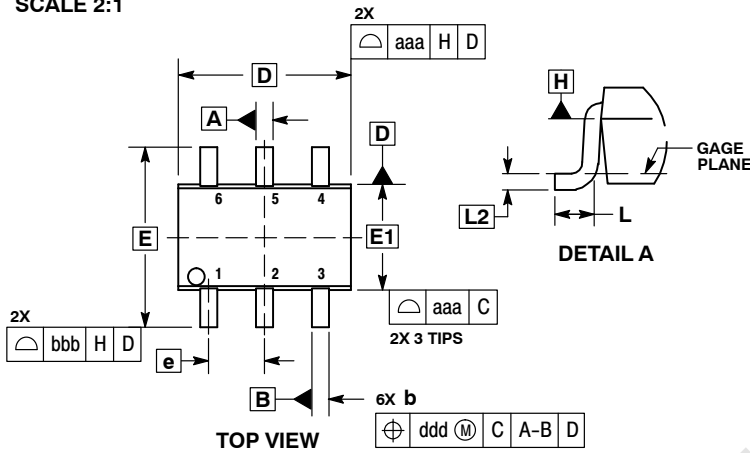 SCALE 2:1
2X
⌓ aaa H D
D
A
D
H
GAGE
PLANE
6 5 4
L2
L
E
E1
DETAIL A
1 2 3
⌓ aaa C
2X
2X 3 TIPS
⌓ bbb H D
e
B
6X b
⌖ ddd Ⓜ C A-B D
TOP VIEW